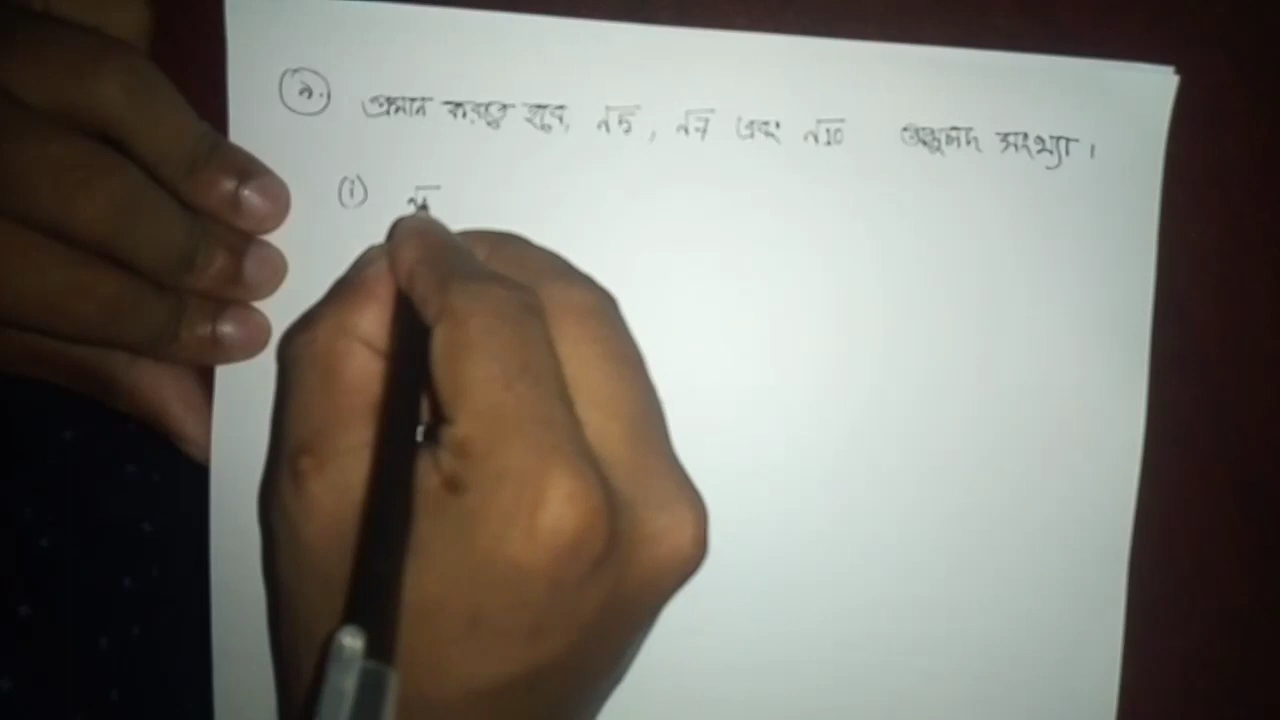 ৯. প্রমান করতে হবে, √5, √7 এবং √10 অমূলদ সংখ্যা।
(i) √